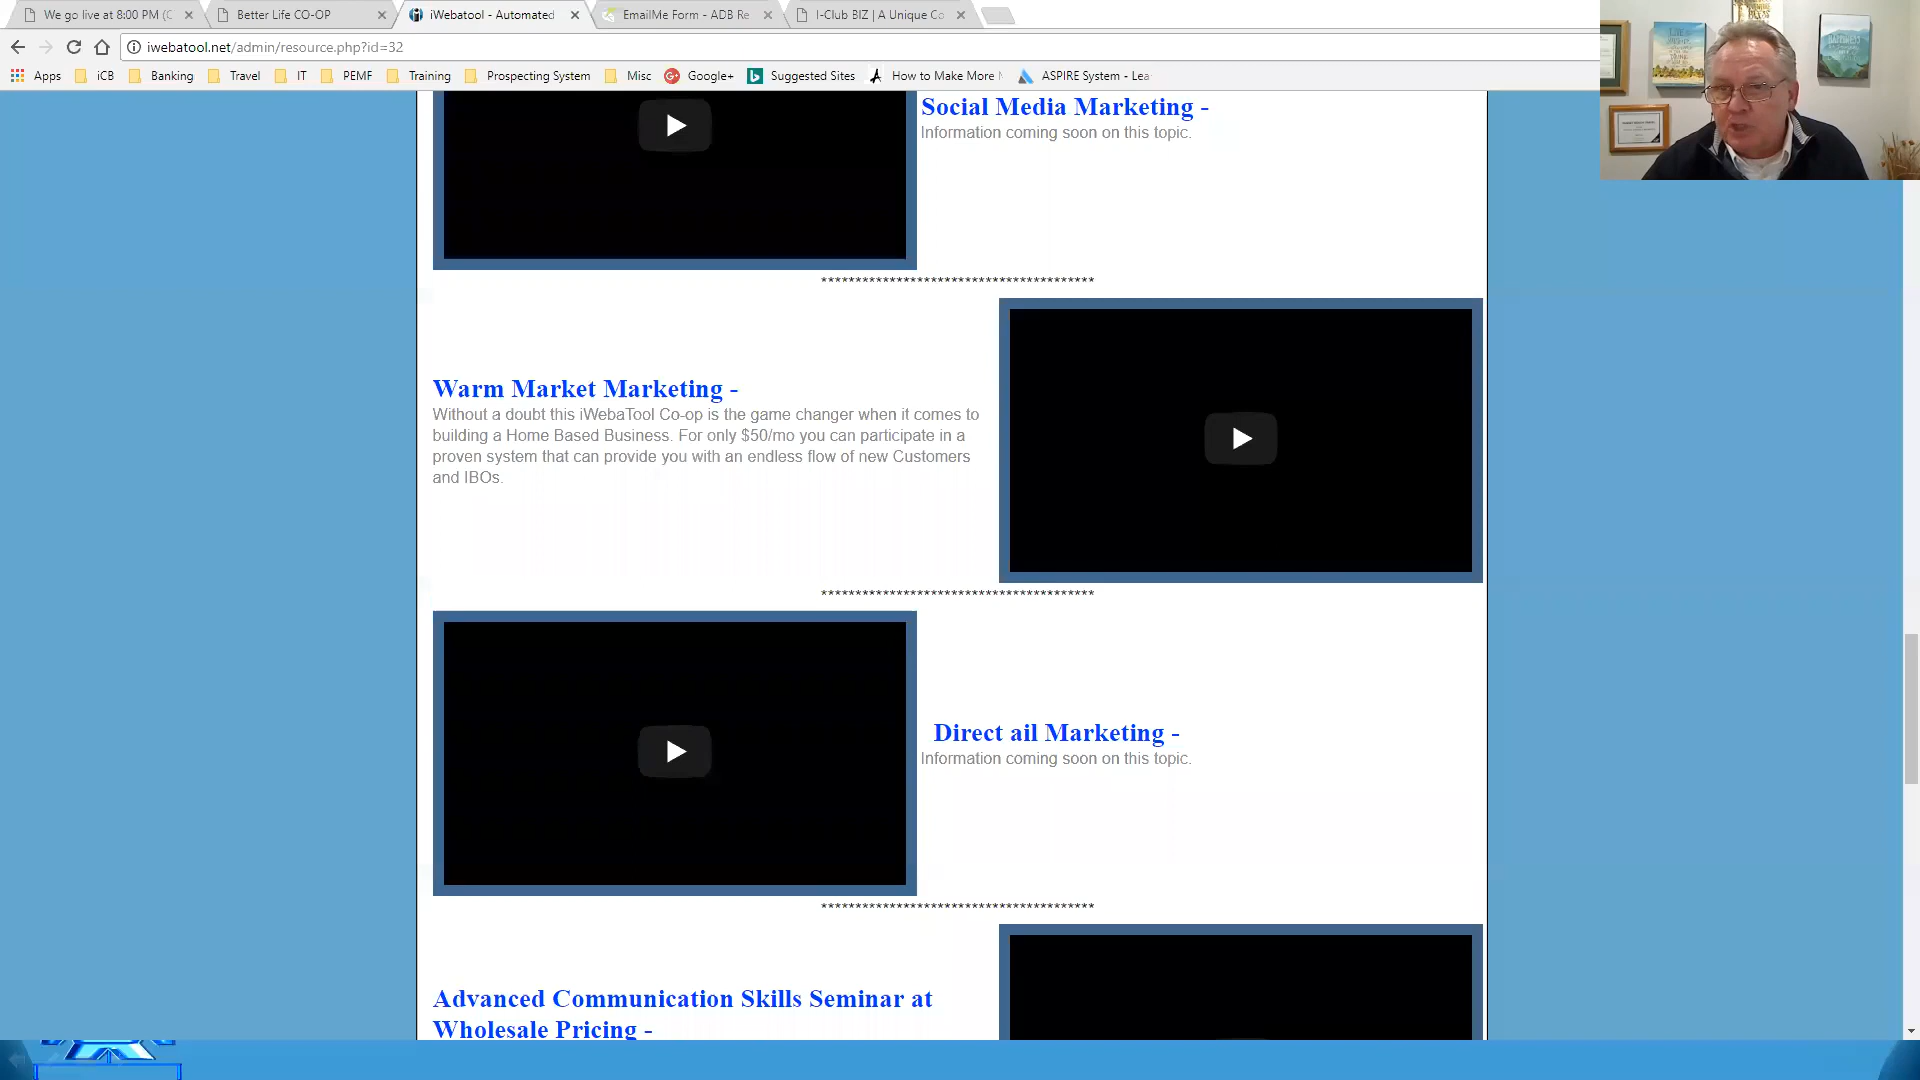 We go live at 8:00 PM (C
Better Life CO-OP
iWebatool - Automated
EmailMe Form - ADB Re
I-Club BIZ | A Unique Co
iwebatool.net/admin/resource.php?id=32
Apps
iCB
Banking
Travel
IT
PEMF
Training
Prospecting System
Misc
Google+
Suggested Sites
How to Make More
ASPIRE System - Lea
Social Media Marketing -
Information coming soon on this topic.
****************************************
Warm Market Marketing -
Without a doubt this iWebaTool Co-op is the game changer when it comes to
building a Home Based Business. For only $50/mo you can participate in a
proven system that can provide you with an endless flow of new Customers
and IBOs.
****************************************
Direct ail Marketing -
Information coming soon on this topic.
****************************************
Advanced Communication Skills Seminar at
Wholesale Pricing -